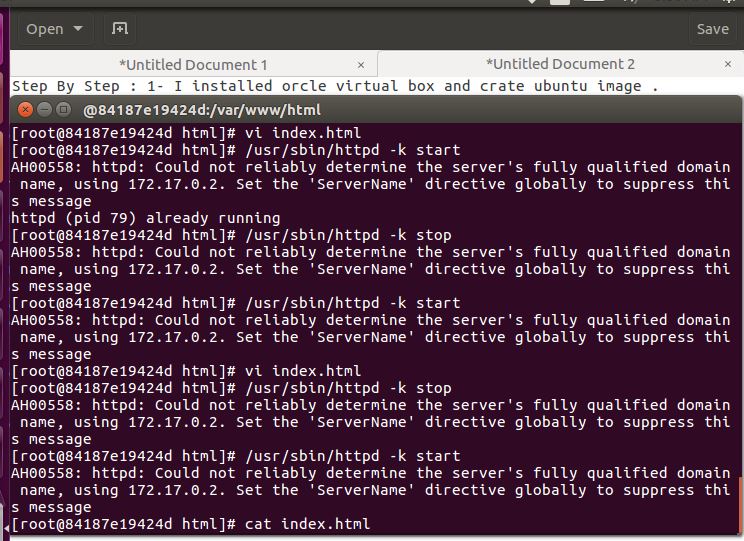 Open
Save
*Untitled Document 1
*Untitled Document 2
Step By Step : 1- I installed orcle virtual box and crate ubuntu image .
@84187e19424d:/var/www/html
[root@84187e19424d html]# vi index.html
[root@84187e19424d html]# /usr/sbin/httpd -k start
AH00558: httpd: Could not reliably determine the server's fully qualified domain
name, using 172.17.0.2. Set the 'ServerName' directive globally to suppress thi
s message
httpd (pid 79) already running
[root@84187e19424d html]# /usr/sbin/httpd -k stop
AH00558: httpd: Could not reliably determine the server's fully qualified domain
name, using 172.17.0.2. Set the 'ServerName' directive globally to suppress thi
s message
[root@84187e19424d html]# /usr/sbin/httpd -k start
AH00558: httpd: Could not reliably determine the server's fully qualified domain
name, using 172.17.0.2. Set the 'ServerName' directive globally to suppress thi
s message
[root@84187e19424d html]# vi index.html
[root@84187e19424d html]# /usr/sbin/httpd -k stop
AH00558: httpd: Could not reliably determine the server's fully qualified domain
name, using 172.17.0.2. Set the 'ServerName' directive globally to suppress thi
s message
[root@84187e19424d html]# /usr/sbin/httpd -k start
AH00558: httpd: Could not reliably determine the server's fully qualified domain
name, using 172.17.0.2. Set the 'ServerName' directive globally to suppress thi
s message
[root@84187e19424d html]# cat index.html